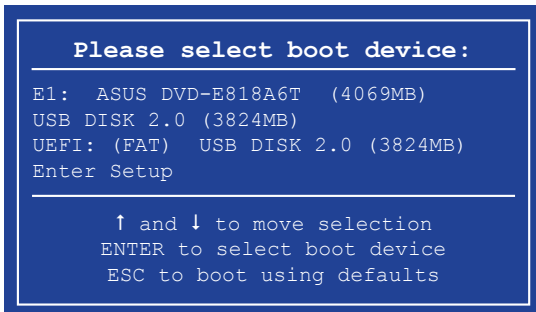 Please select boot device:
E1: ASUS DVD-E818A6T (4069MB)
USB DISK 2.0 (3824MB)
UEFI: (FAT) USB DISK 2.0 (3824MB)
Enter Setup
↑ and ↓ to move selection
ENTER to select boot device
ESC to boot using defaults